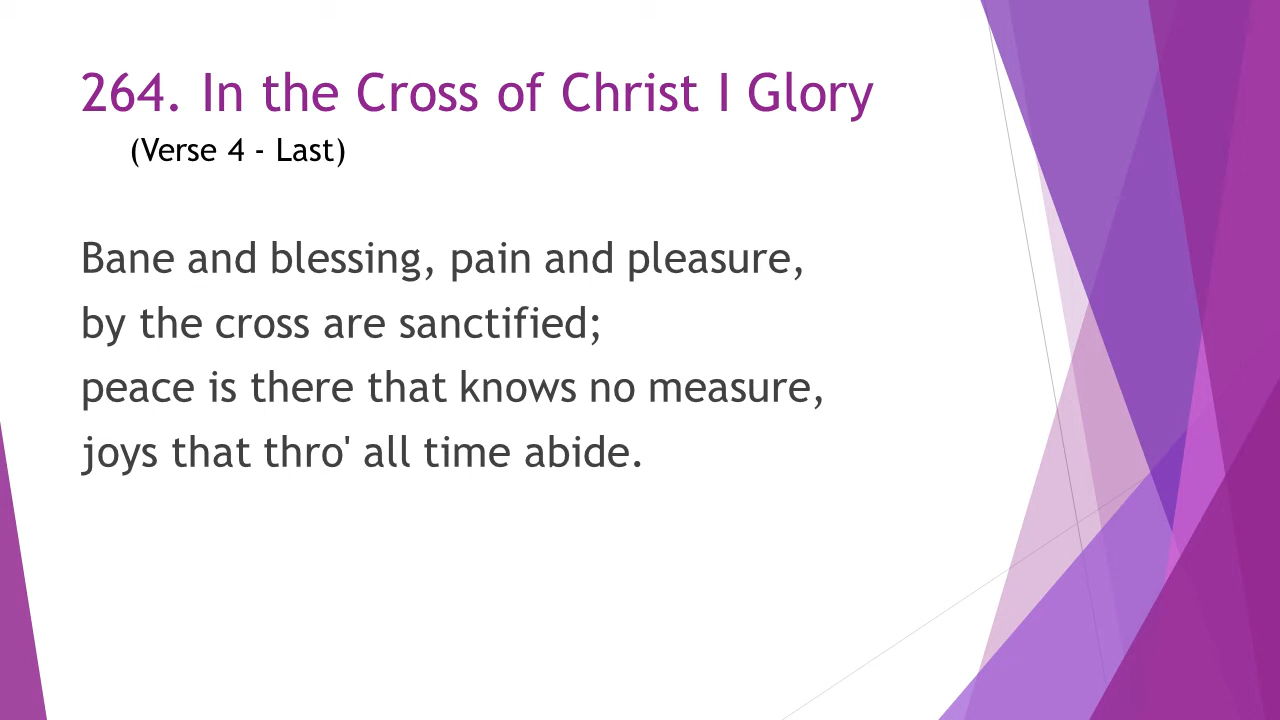 264. In the Cross of Christ I Glory
(Verse 4 - Last)
Bane and blessing, pain and pleasure,
by the cross are sanctified;
peace is there that knows no measure,
joys that thro' all time abide.